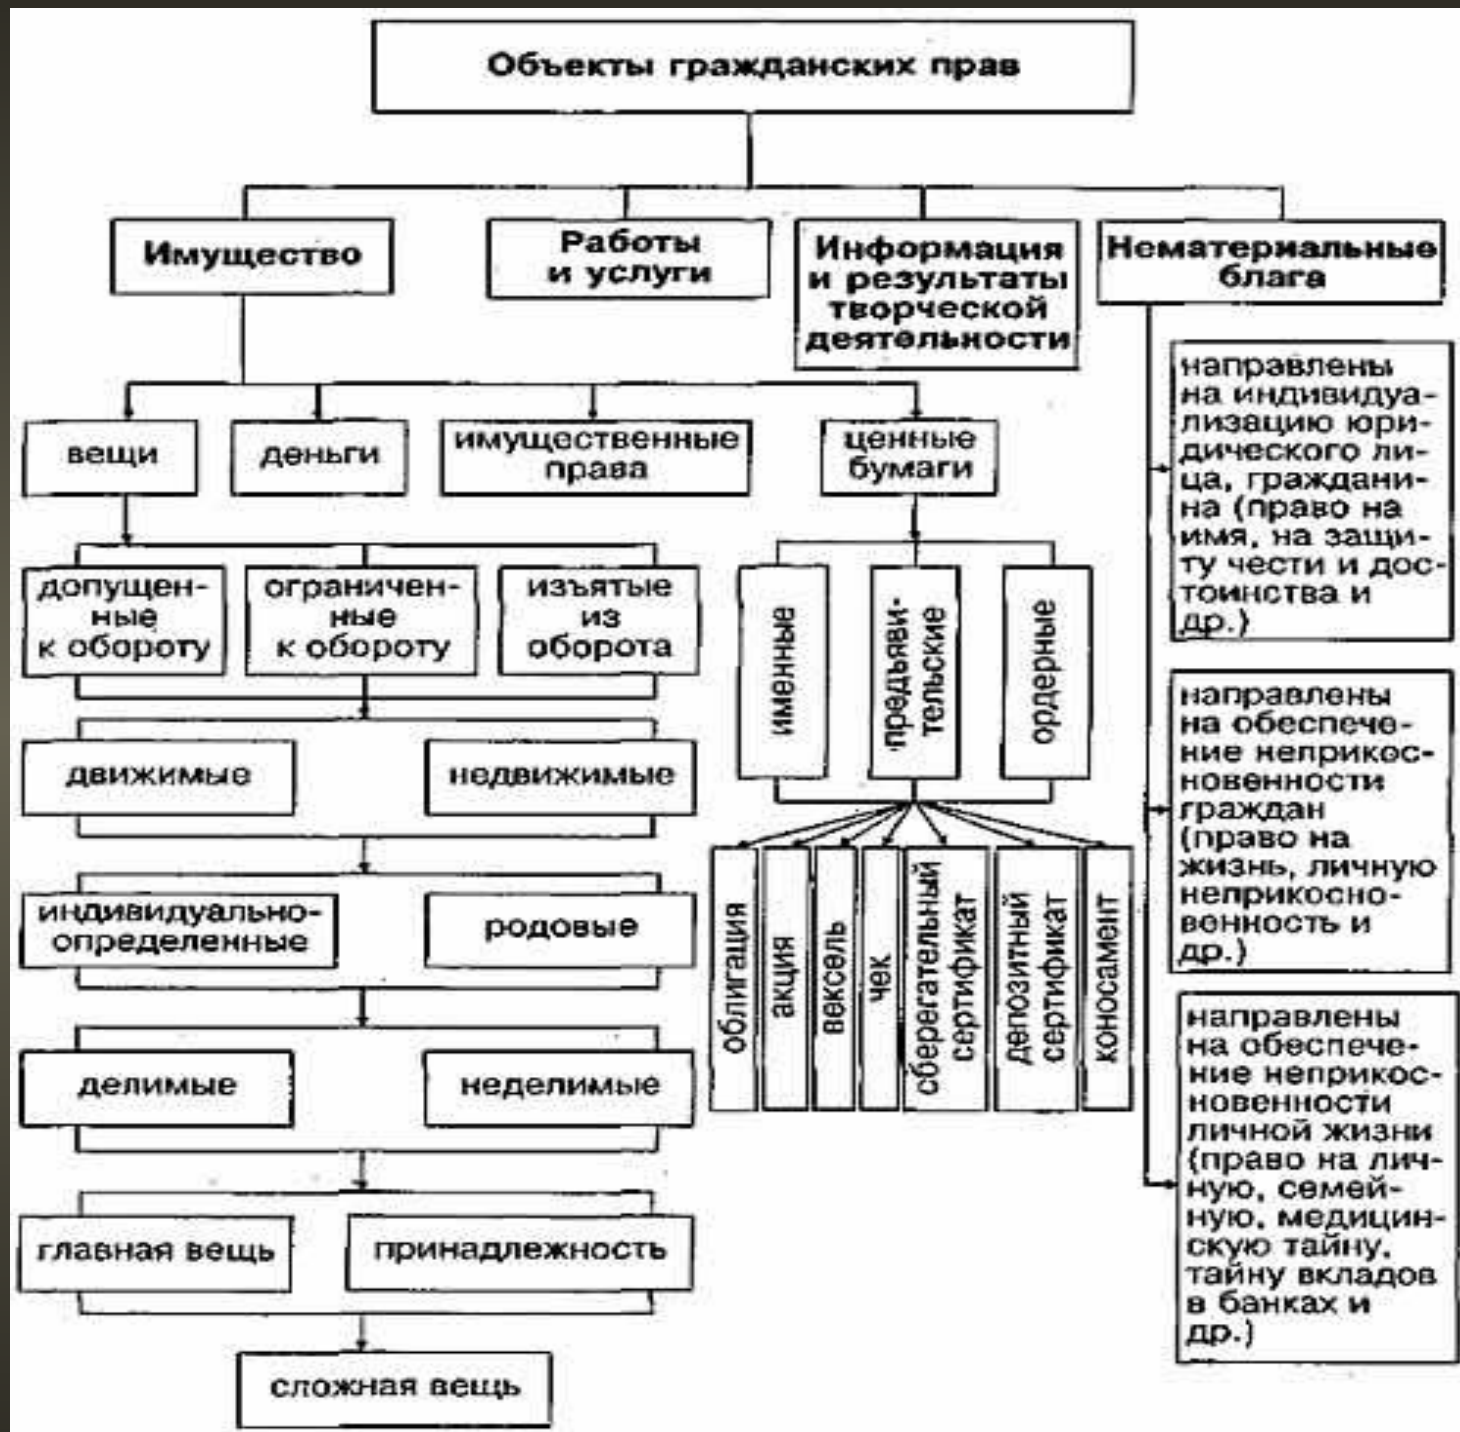 Объекты гражданских прав
Имущество
Работы
и услуги
Информация
и результаты
творческой
деятельности
Нематериальные
блага
вещи
деньги
имущественные
права
ценные
бумаги
допущен-
ные
к обороту
ограничен-
ные
к обороту
изъятые
из
оборота
движимые
недвижимые
индивидуально-
определенные
родовые
делимые
неделимые
главная вещь
принадлежность
сложная вещь
именные
предъяви-
тельские
ордерные
облигация
акция
вексель
чек
сберегательный
сертификат
депозитный
сертификат
коносамент
направлены
на индивидуа-
лизацию юри-
дического ли-
ца, граждани-
на (право на
имя, на защи-
ту чести и дос-
тоинства и
др.)
направлены
на обеспече-
ние неприкос-
новенности
граждан
(право на
жизнь, личную
неприкосно-
венность и
др.)
направлены
на обеспече-
ние неприкос-
новенности
личной жизни
(право на лич-
ную, семей-
ную, медицин-
скую тайну,
тайну вкладов
в банках и
др.)